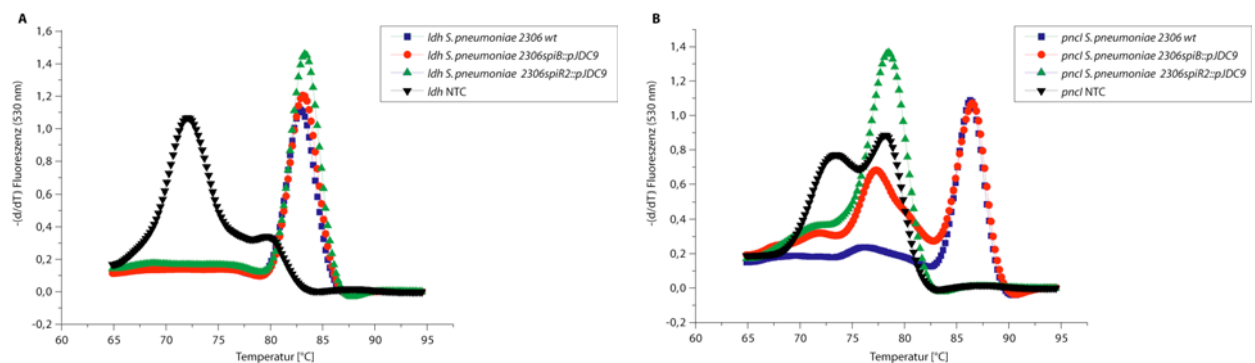 A
ldh S. pneumoniae 2306 wt
ldh S. pneumoniae 2306spiB::pJDC9
ldh S. pneumoniae 2306spiR2::pJDC9
ldh NTC
-(d/dT) Fluoreszenz (530 nm)
1,6
1,4
1,2
1,0
0,8
0,6
0,4
0,2
0,0
-0,2
60 65 70 75 80 85 90 95
Temperatur [°C]
B
pncI S. pneumoniae 2306 wt
pncI S. pneumoniae 2306spiB::pJDC9
pncI S. pneumoniae 2306spiR2::pJDC9
pncI NTC
-(d/dT) Fluoreszenz (530 nm)
1,4
1,2
1,0
0,8
0,6
0,4
0,2
0,0
-0,2
60 65 70 75 80 85 90 95
Temperatur [°C]